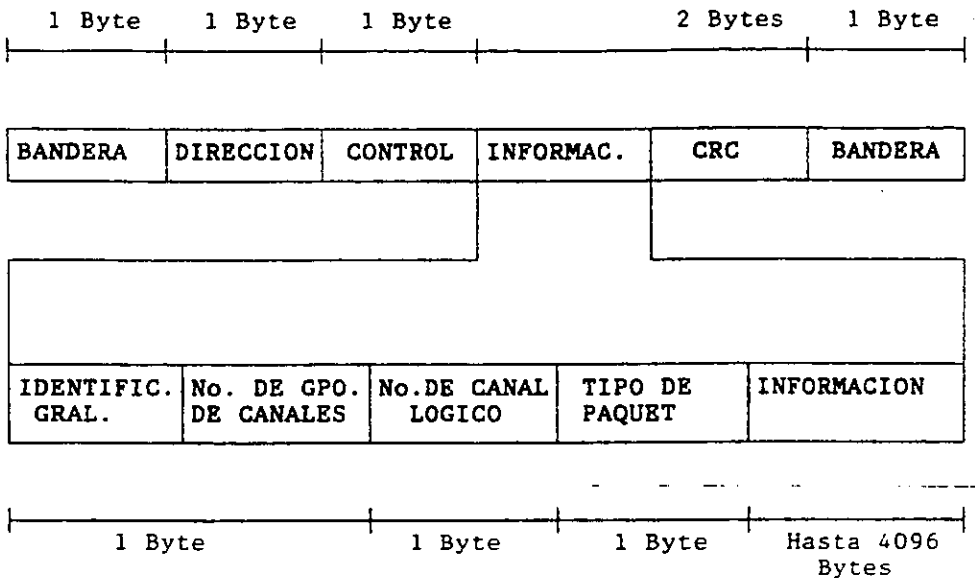 1 Byte 1 Byte 1 Byte 2 Bytes 1 Byte
BANDERA DIRECCION CONTROL INFORMAC. CRC BANDERA
IDENTIFIC. No. DE GPO. No.DE CANAL TIPO DE INFORMACION
GRAL. DE CANALES LOGICO PAQUET
1 Byte 1 Byte 1 Byte Hasta 4096
Bytes